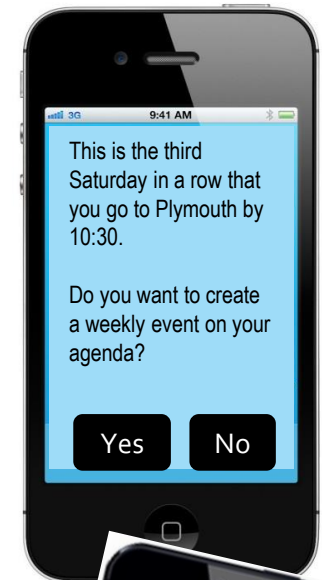 3G 9:41 AM
This is the third
Saturday in a row that
you go to Plymouth by
10:30.
Do you want to create
a weekly event on your
agenda?
Yes No